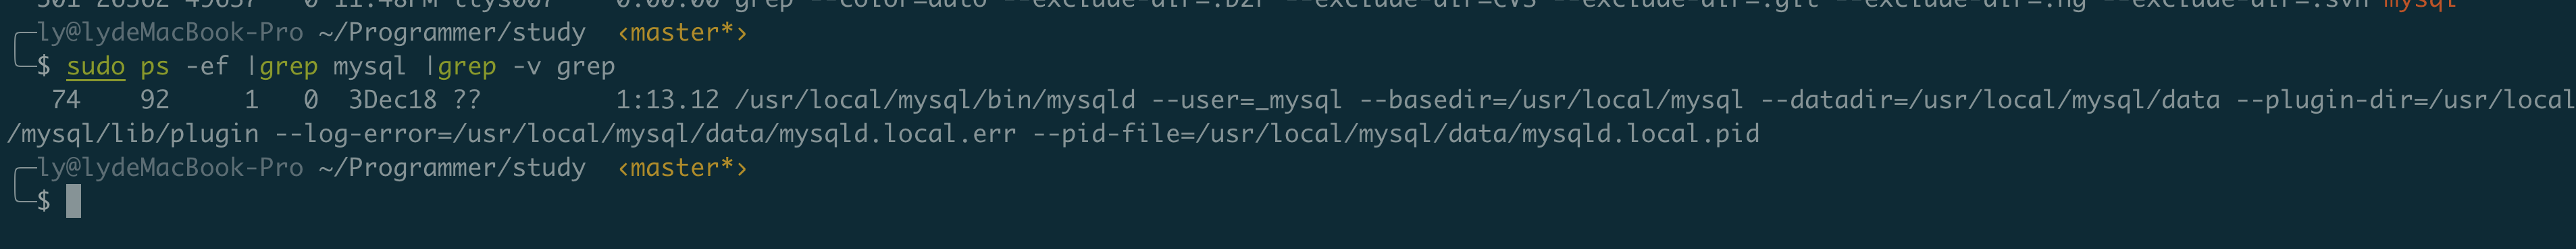 501 26362 49637   0 11:48PM ttys007    0:00.00 grep --color=auto --exclude-dir=.bzr --exclude-dir=CVS --exclude-dir=.git --exclude-dir=.hg --exclude-dir=.svn mysql
ly@lydeMacBook-Pro ~/Programmer/study  ‹master*›
$ sudo ps -ef |grep mysql |grep -v grep
74    92     1   0  3Dec18 ??         1:13.12 /usr/local/mysql/bin/mysqld --user=_mysql --basedir=/usr/local/mysql --datadir=/usr/local/mysql/data --plugin-dir=/usr/local
/mysql/lib/plugin --log-error=/usr/local/mysql/data/mysqld.local.err --pid-file=/usr/local/mysql/data/mysqld.local.pid
ly@lydeMacBook-Pro ~/Programmer/study  ‹master*›
$